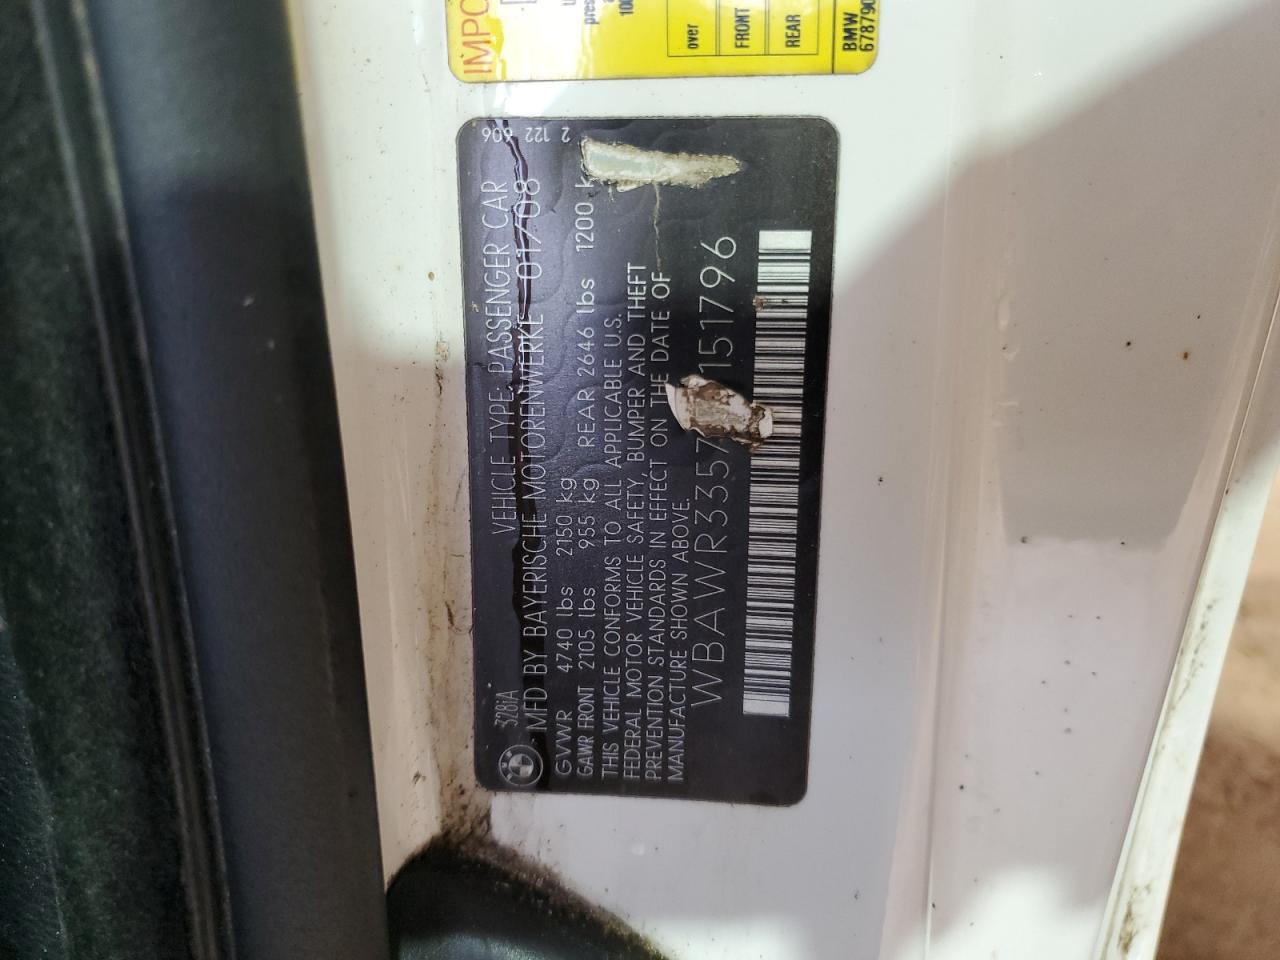 IMPO
over
FRONT
REAR
BMW
67879
2 122 606
328iA
VEHICLE TYPE: PASSENGER CAR
MFD BY BAYERISCHE MOTORENWERKE 01/08
GVWR 4740 lbs 2150 kg
GAWR FRONT 2105 lbs 955 kg REAR 2646 lbs 1200 k
THIS VEHICLE CONFORMS TO ALL APPLICABLE U.S.
FEDERAL MOTOR VEHICLE SAFETY, BUMPER AND THEFT
PREVENTION STANDARDS IN EFFECT ON THE DATE OF
MANUFACTURE SHOWN ABOVE.
WBAWR3357 151796